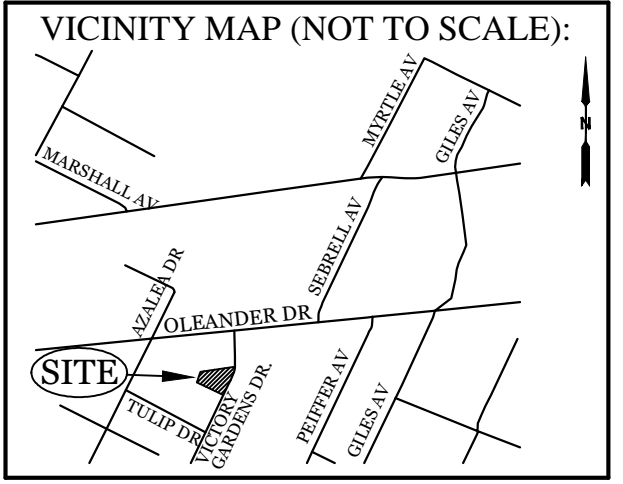 VICINITY MAP (NOT TO SCALE):
MYRTLE AV
GILES AV
N
MARSHALL AV
SEBRELL AV
AZALEA DR
OLEANDER DR
SITE
TULIP DR
VICTORY
GARDENS DR.
PEIFFER AV
GILES AV